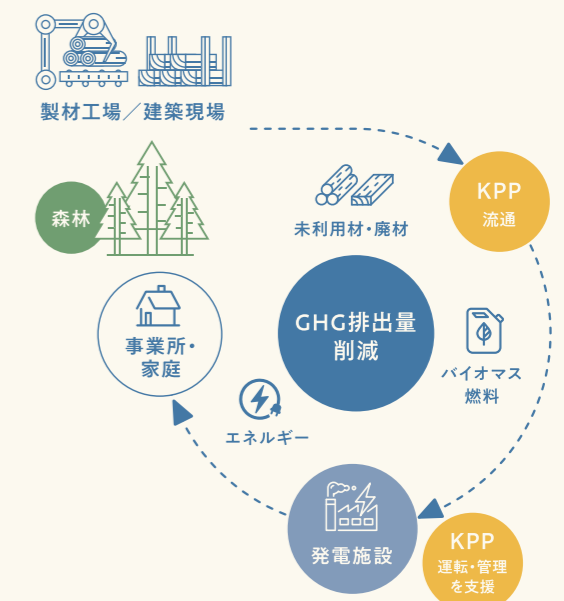 製材工場／建築現場
森林
未利用材・廃材
KPP
流通
GHG排出量
削減
バイオマス
燃料
事業所・
家庭
エネルギー
発電施設
KPP
運転・管理
を支援